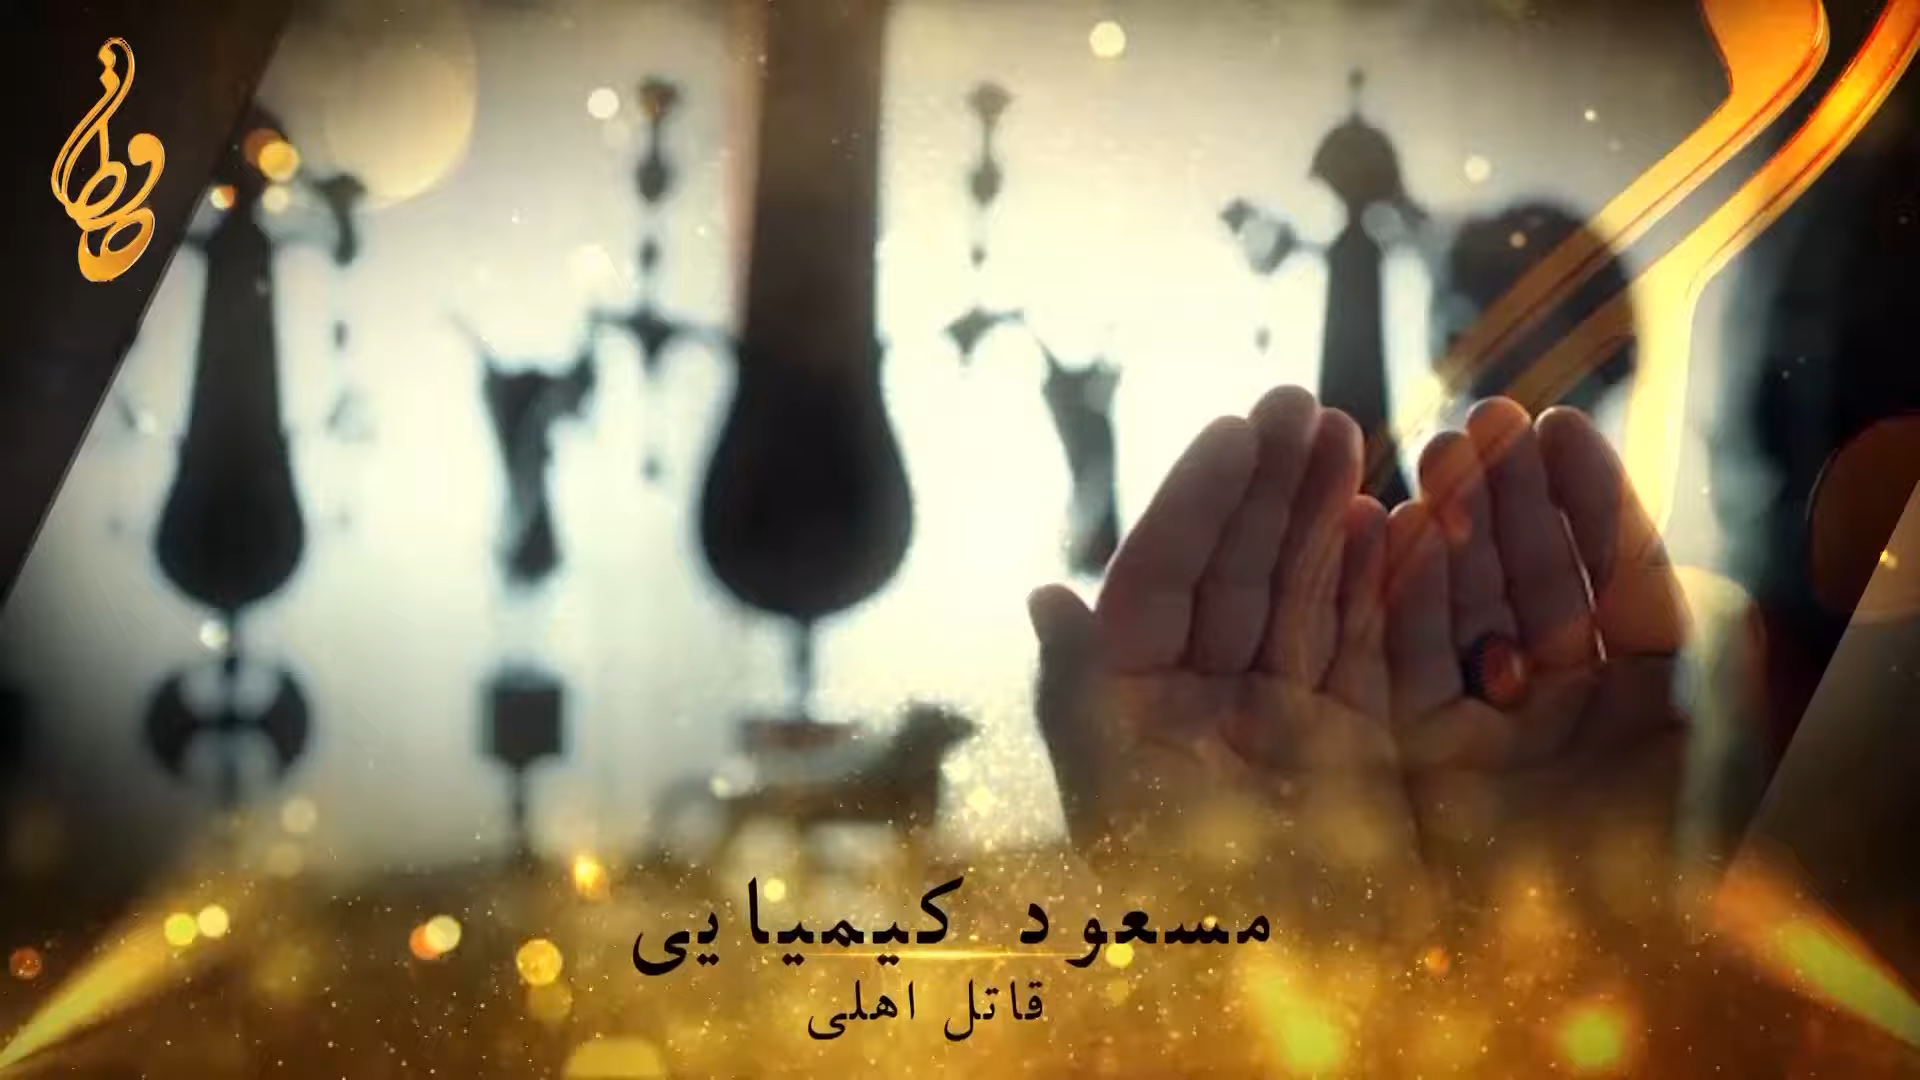 مسعود کیمیایی
قاتل اهلی